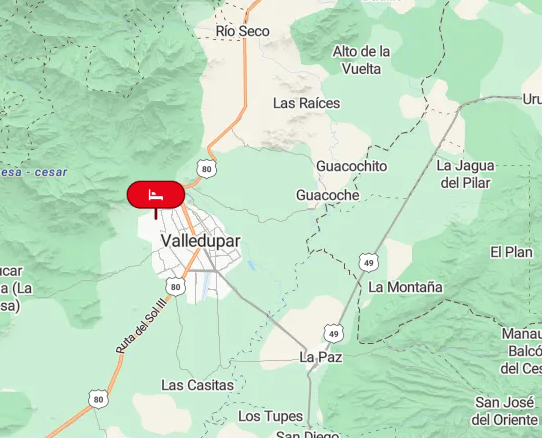 Río Seco
Alto de la
Vuelta
Las Raíces
Uru
80
Guacochito
La Jagua
del Pilar
esa - cesar
Guacoche
Valledupar
El Plan
49
ucar
a (La
sa)
80
La Montaña
Ruta del Sol III
49
Manau
Balcó
del Ces
La Paz
Las Casitas
80
San José
del Oriente
Los Tupes
San Diego